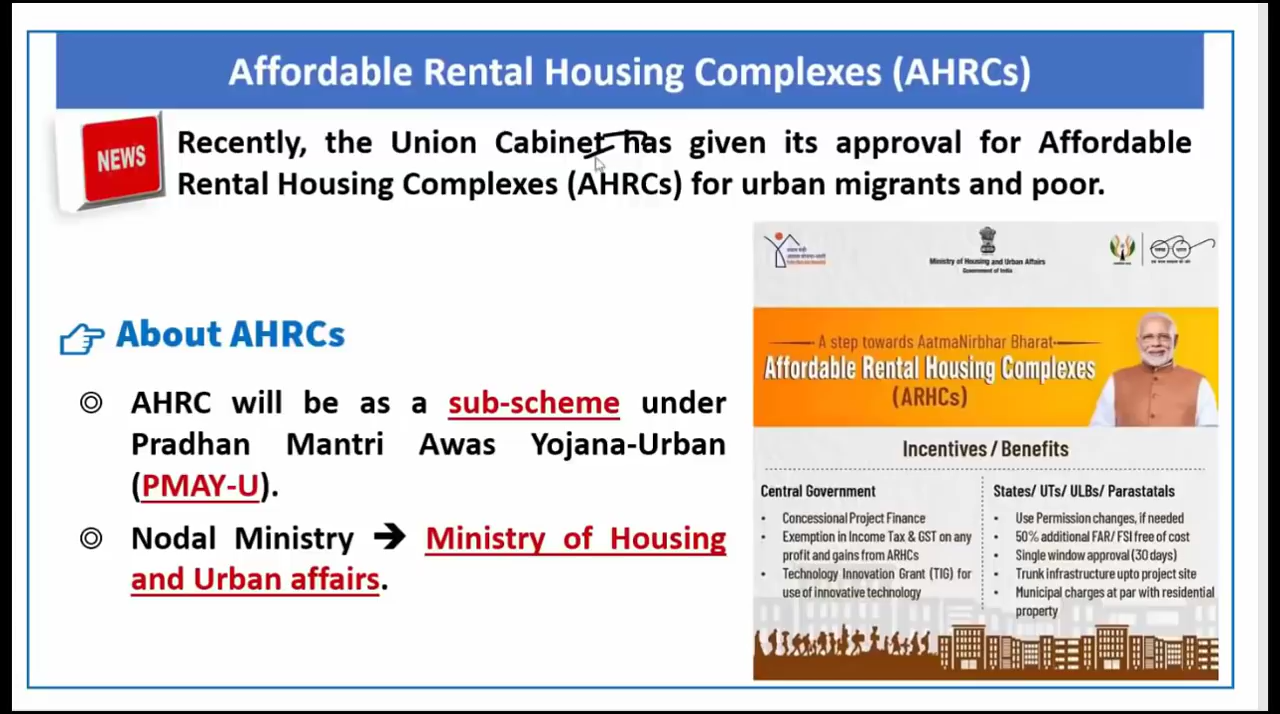 Affordable Rental Housing Complexes (AHRCs)
NEWS
Recently, the Union Cabinet has given its approval for Affordable
Rental Housing Complexes (AHRCs) for urban migrants and poor.
About AHRCs
AHRC will be as a sub-scheme under
Pradhan Mantri Awas Yojana-Urban
(PMAY-U).
Nodal Ministry ➔ Ministry of Housing
and Urban affairs.
Ministry of Housing and Urban Affairs
Government of India
A step towards AatmaNirbhar Bharat
Affordable Rental Housing Complexes
(ARHCs)
Incentives / Benefits
Central Government
• Concessional Project Finance
• Exemption in Income Tax & GST on any
profit and gains from ARHCs
• Technology Innovation Grant (TIG) for
use of innovative technology
States/ UTs/ ULBs/ Parastatals
• Use Permission changes, if needed
• 50% additional FAR/ FSI free of cost
• Single window approval (30 days)
• Trunk infrastructure upto project site
• Municipal charges at par with residential
property